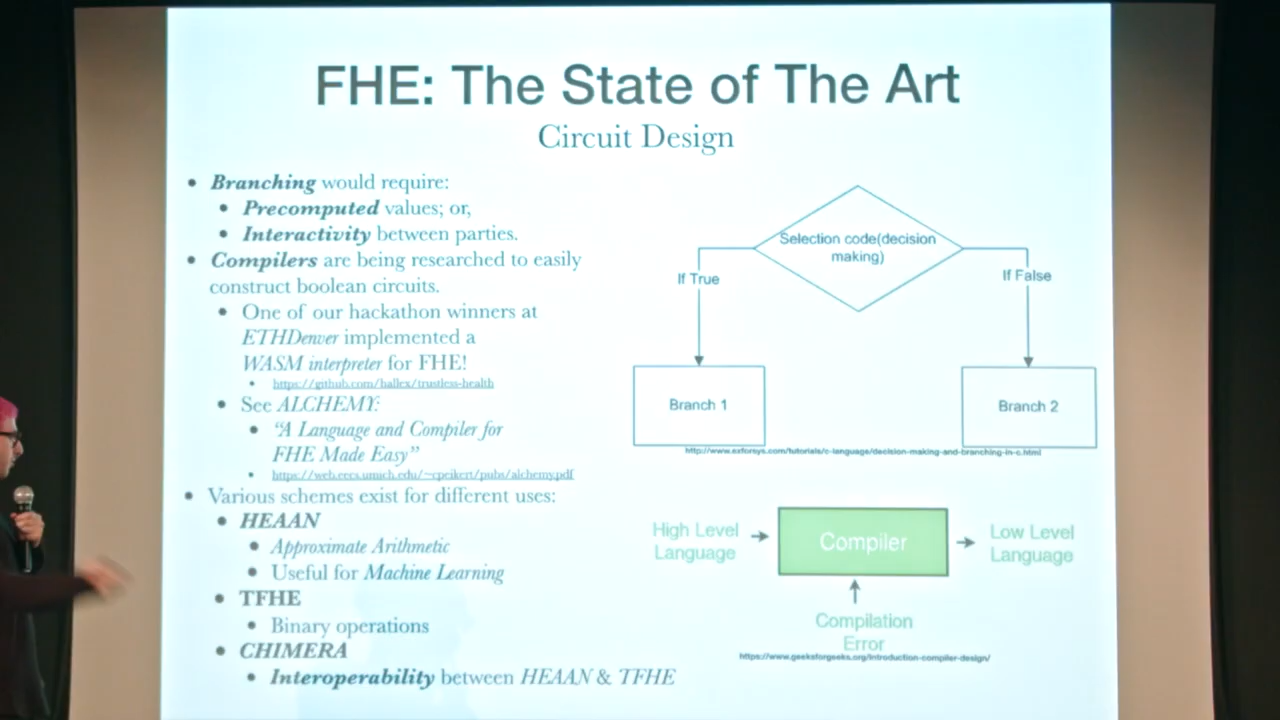 FHE: The State of The Art
Circuit Design
• Branching would require:
• Precomputed values; or,
• Interactivity between parties.
• Compilers are being researched to easily
construct boolean circuits.
• One of our hackathon winners at
ETHDenver implemented a
WASM interpreter for FHE!
• https://github.com/hallex/trustless-health
• See ALCHEMY:
• “A Language and Compiler for
FHE Made Easy”
• https://web.eecs.umich.edu/~cpeikert/pubs/alchemy.pdf
• Various schemes exist for different uses:
• HEAAN
• Approximate Arithmetic
• Useful for Machine Learning
• TFHE
• Binary operations
• CHIMERA
• Interoperability between HEAAN & TFHE
Selection code(decision
making)
If True
If False
Branch 1
Branch 2
http://www.exforsys.com/tutorials/c-language/decision-making-and-branching-in-c.html
High Level
Language
Compiler
Low Level
Language
Compilation
Error
https://www.geeksforgeeks.org/introduction-compiler-design/